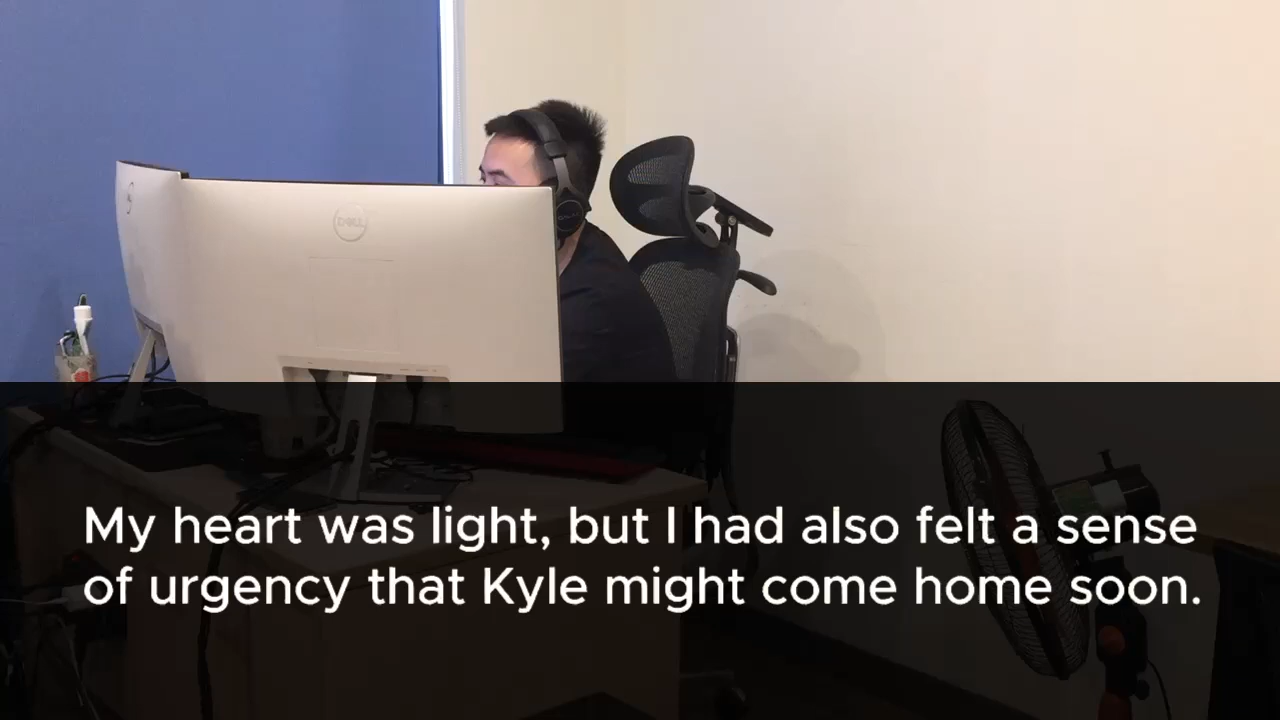 DELL
My heart was light, but I had also felt a sense
of urgency that Kyle might come home soon.